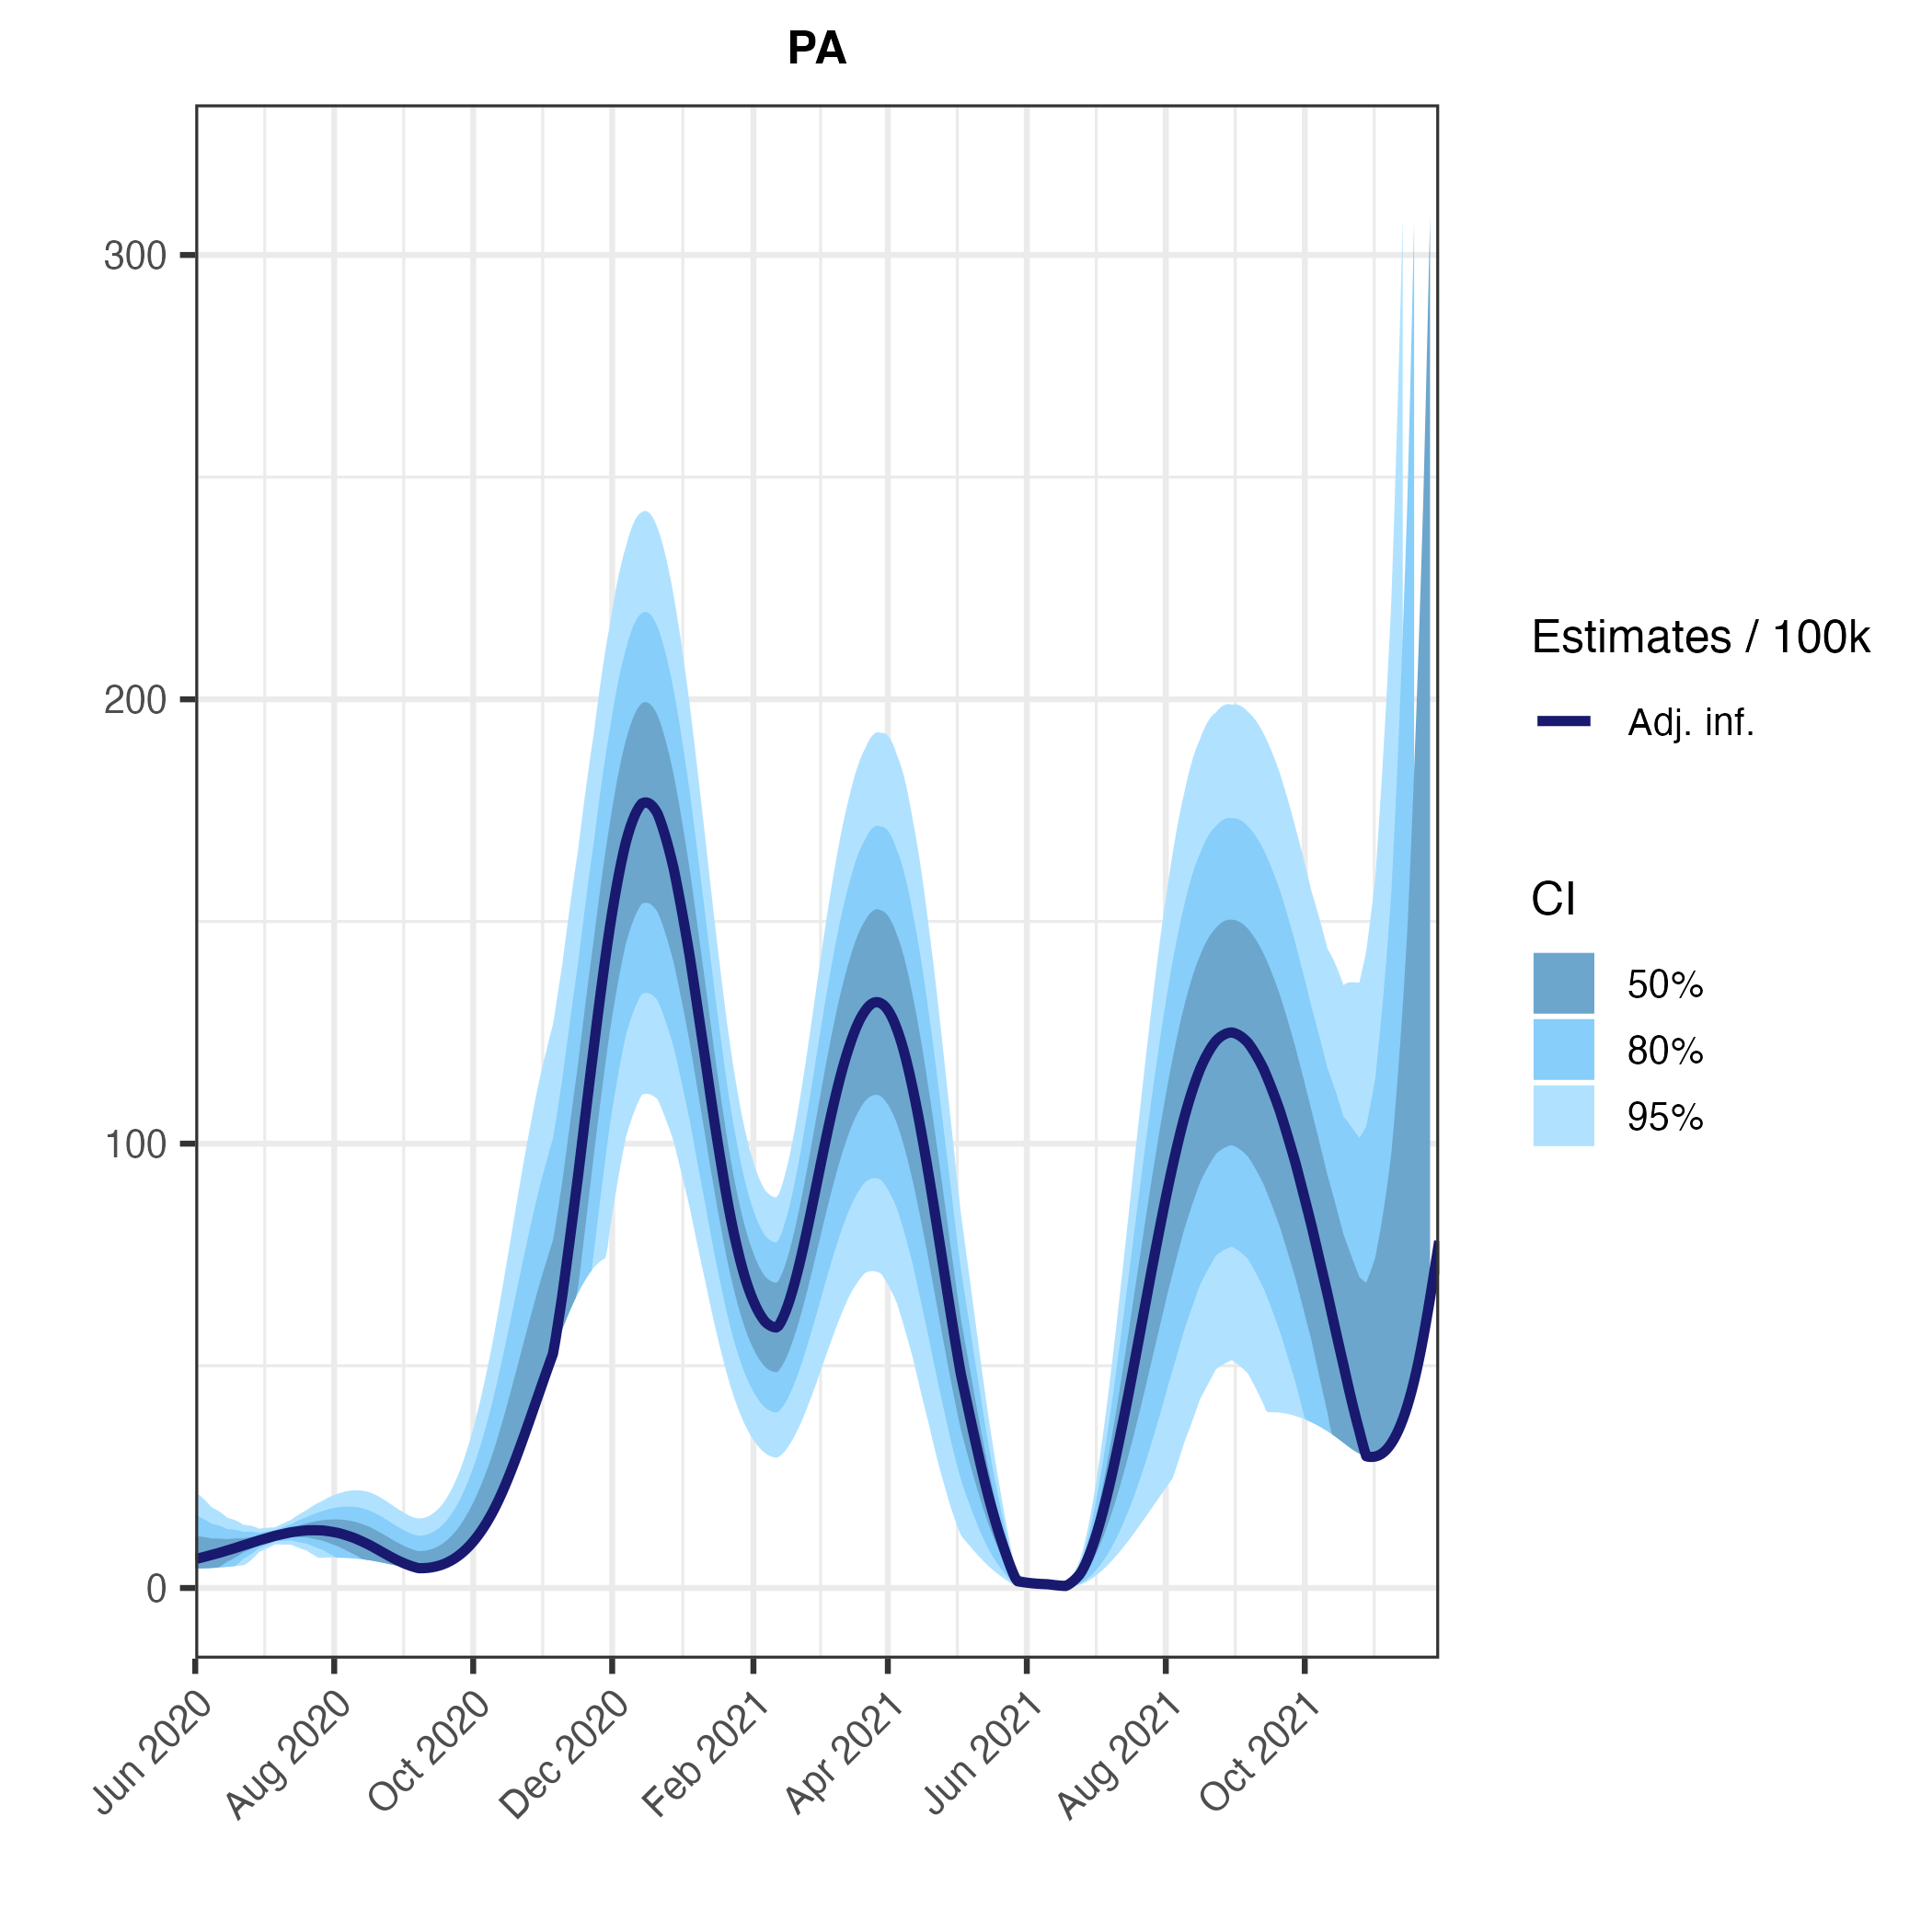 PA
300
200
100
0
Jun 2020
Aug 2020
Oct 2020
Dec 2020
Feb 2021
Apr 2021
Jun 2021
Aug 2021
Oct 2021
Estimates / 100k
Adj. inf.
CI
50%
80%
95%